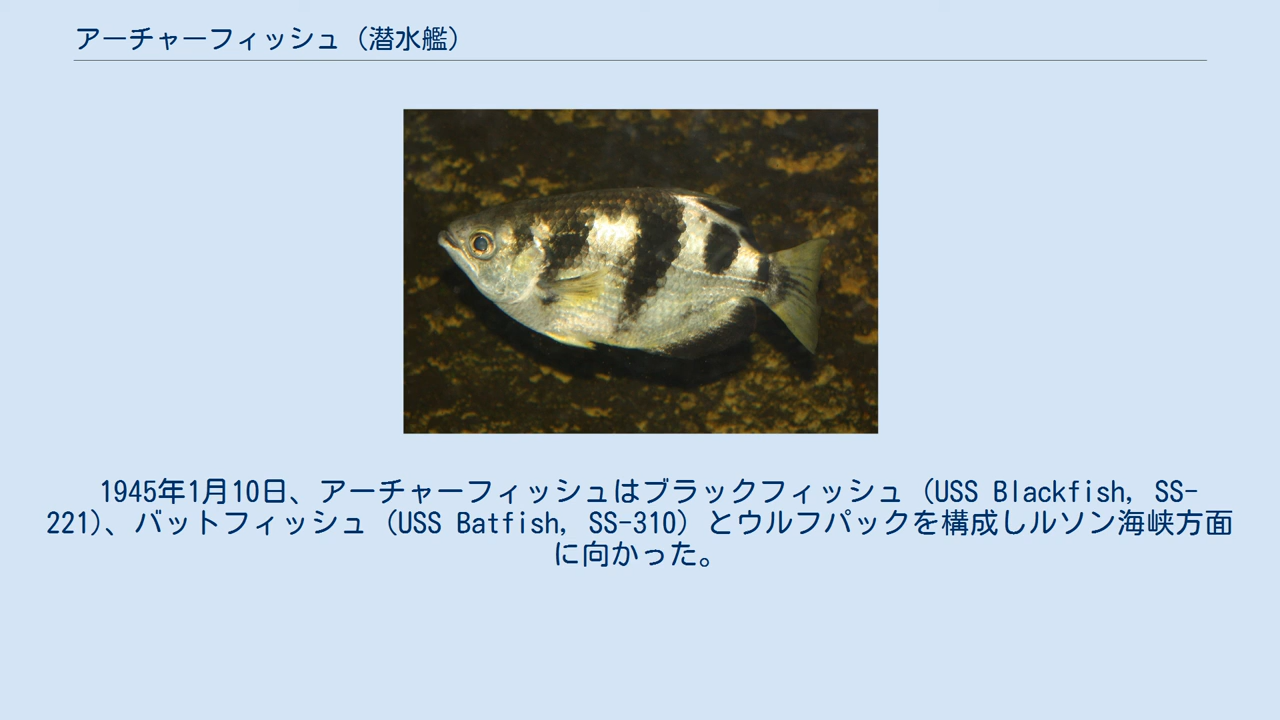 アーチャーフィッシュ（潜水艦）
1945年1月10日、アーチャーフィッシュはブラックフィッシュ（USS Blackfish, SS-
221)、バットフィッシュ（USS Batfish, SS-310）とウルフパックを構成しルソン海峡方面
に向かった。